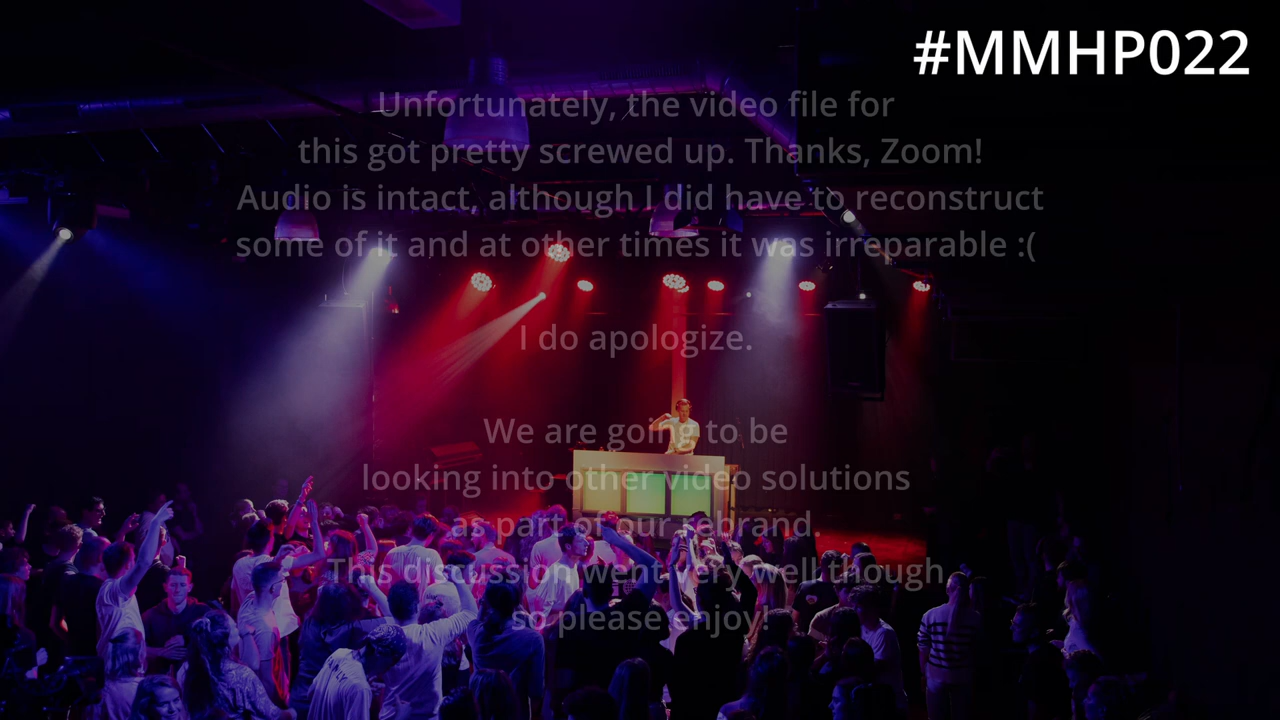 #MMHP022
Unfortunately, the video file for
this got pretty screwed up. Thanks, Zoom!
Audio is intact, although I did have to reconstruct
some of it and at other times it was irreparable :(
I do apologize.
We are going to be
looking into other video solutions
as part of our rebrand.
This discussion went very well though
so please enjoy!